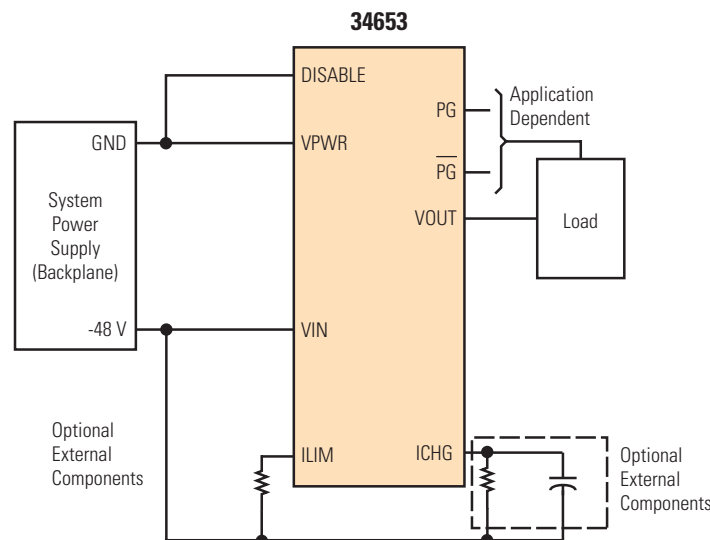 34653
DISABLE
PG
Application
Dependent
GND
VPWR
P̅G̅
System
Power
Supply
(Backplane)
VOUT
Load
-48 V
VIN
Optional
External
Components
ILIM
ICHG
Optional
External
Components